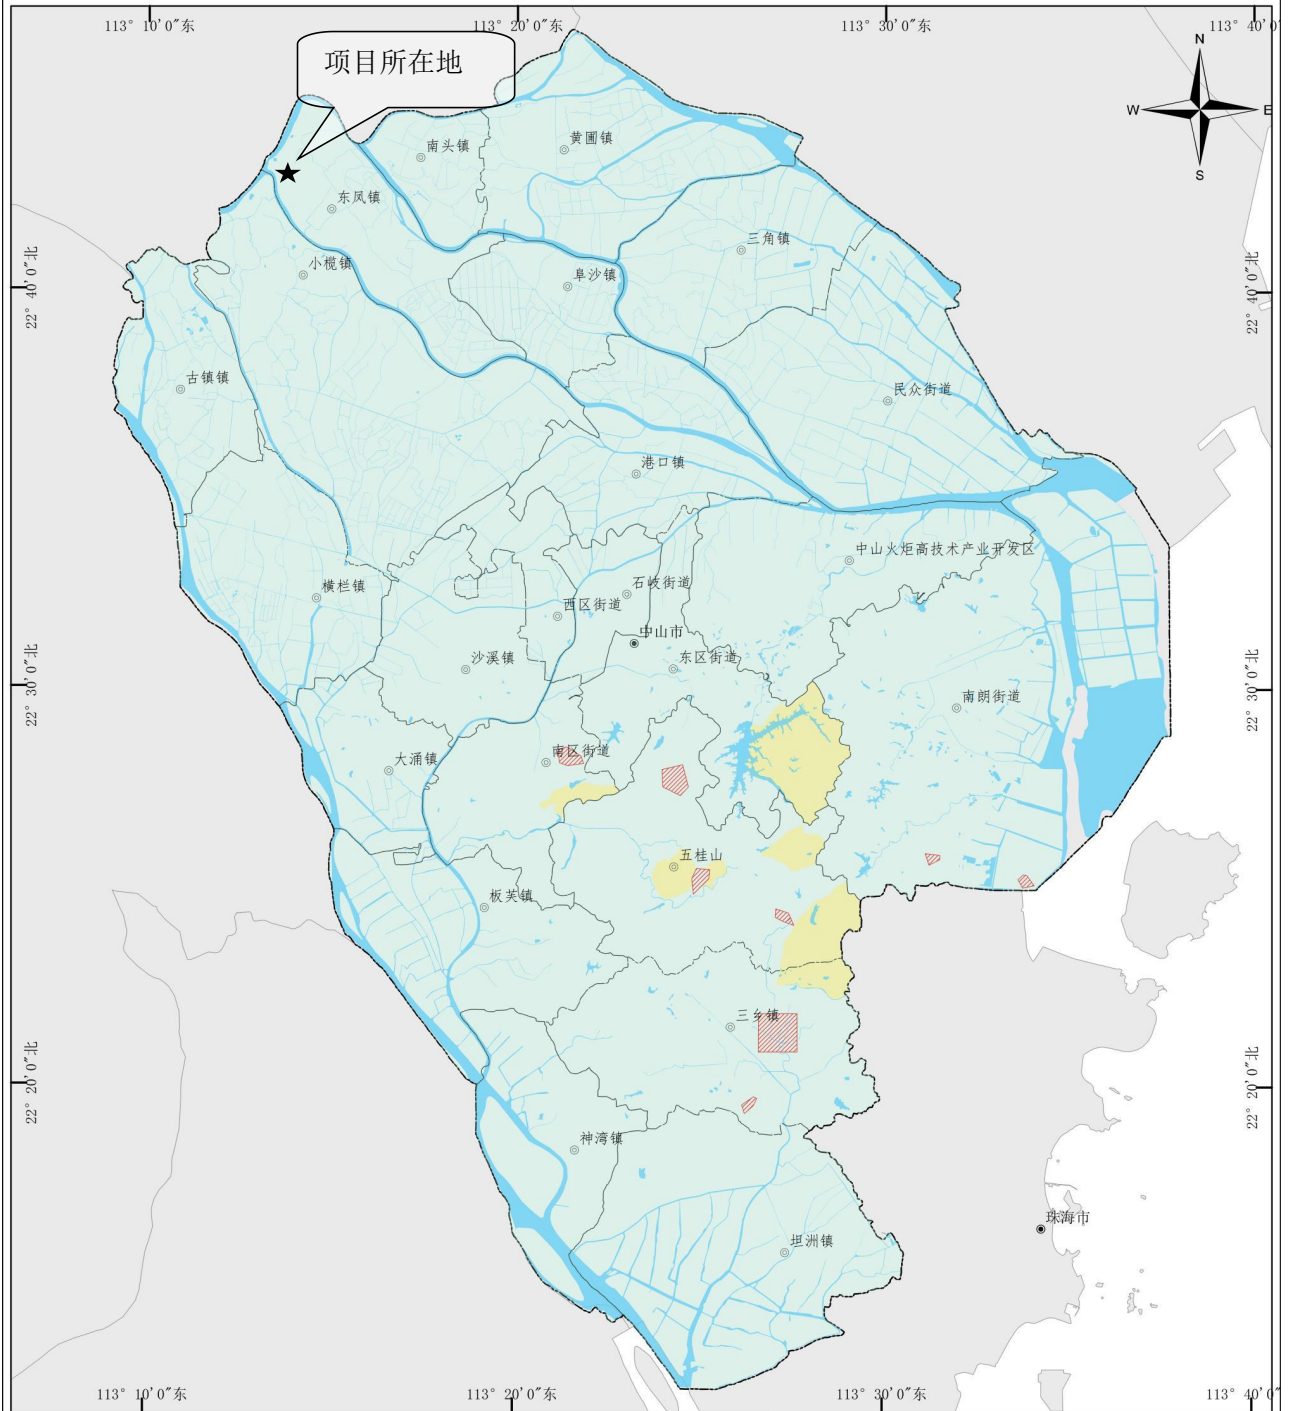 113° 10'0"东
113° 20'0"东
113° 30'0"东
113° 40'0"
N
W
E
S
项目所在地
南头镇
黄圃镇
东凤镇
三角镇
小榄镇
阜沙镇
22° 40'0"北
22° 40'0"北
古镇镇
民众街道
港口镇
中山火炬高技术产业开发区
横栏镇
石岐街道
西区街道
中山市
沙溪镇
东区街道
22° 30'0"北
22° 30'0"北
南朗街道
大涌镇
南区街道
五桂山
板芙镇
三乡镇
22° 20'0"北
22° 20'0"北
神湾镇
珠海市
坦洲镇
113° 10'0"东
113° 20'0"东
113° 30'0"东
113° 40'0"